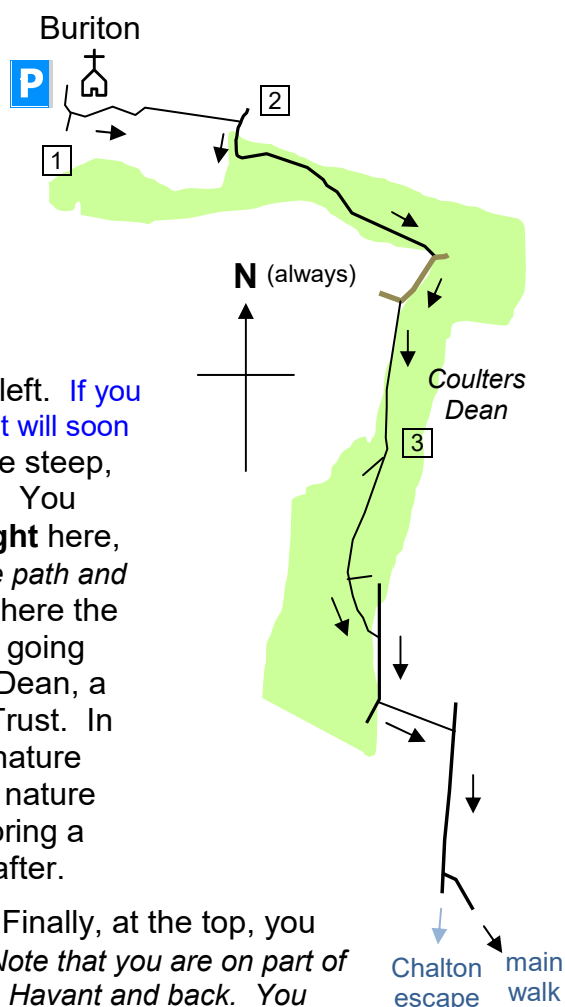 Buriton
P
2
1
N (always)
Coulters
Dean
3
left. If you
t will soon
e steep,
You
ght here,
e path and
here the
going
Dean, a
Trust. In
nature
nature
oring a
after.
Finally, at the top, you
Note that you are on part of
Havant and back. You
Chalton
escape
main
walk